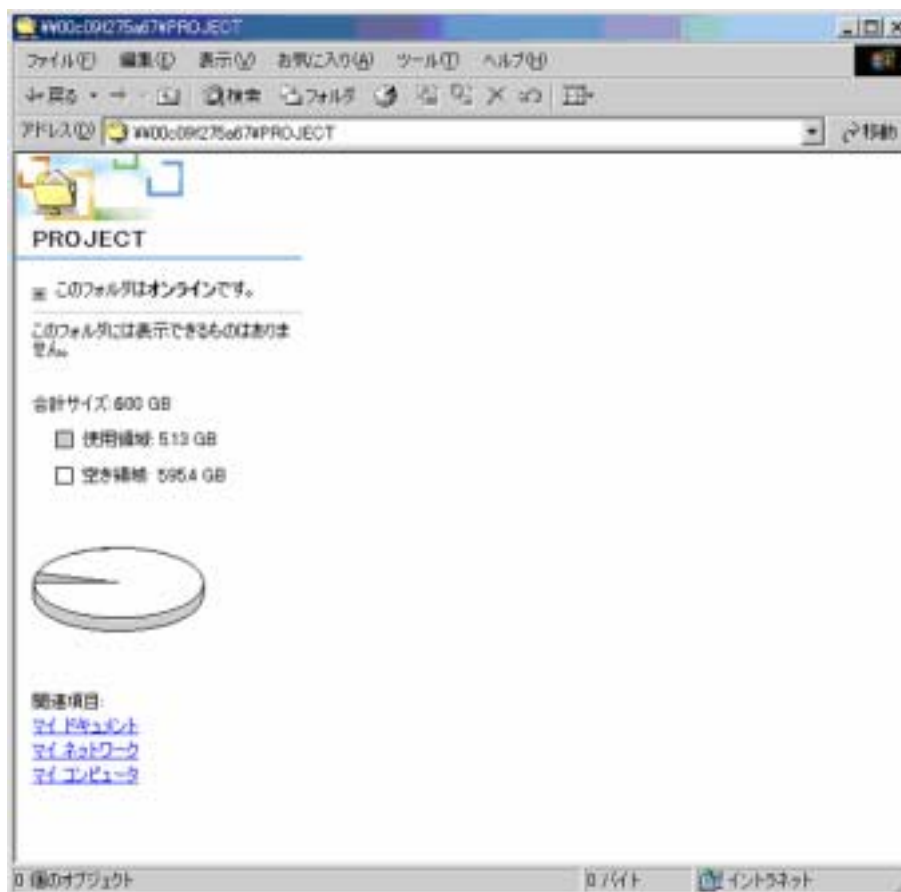 ¥¥00c09f275a67¥PROJECT
ファイル(F) 編集(E) 表示(V) お気に入り(A) ツール(T) ヘルプ(H)
戻る 検索 フォルダ
アドレス(D) ¥¥00c09f275a67¥PROJECT 移動
PROJECT
このフォルダはオンラインです。
このフォルダには表示できるものはありま
せん。
合計サイズ: 600 GB
使用領域: 5.13 GB
空き領域: 595.4 GB
関連項目:
マイ ドキュメント
マイ ネットワーク
マイ コンピュータ
0 個のオブジェクト 0 バイト イントラネット